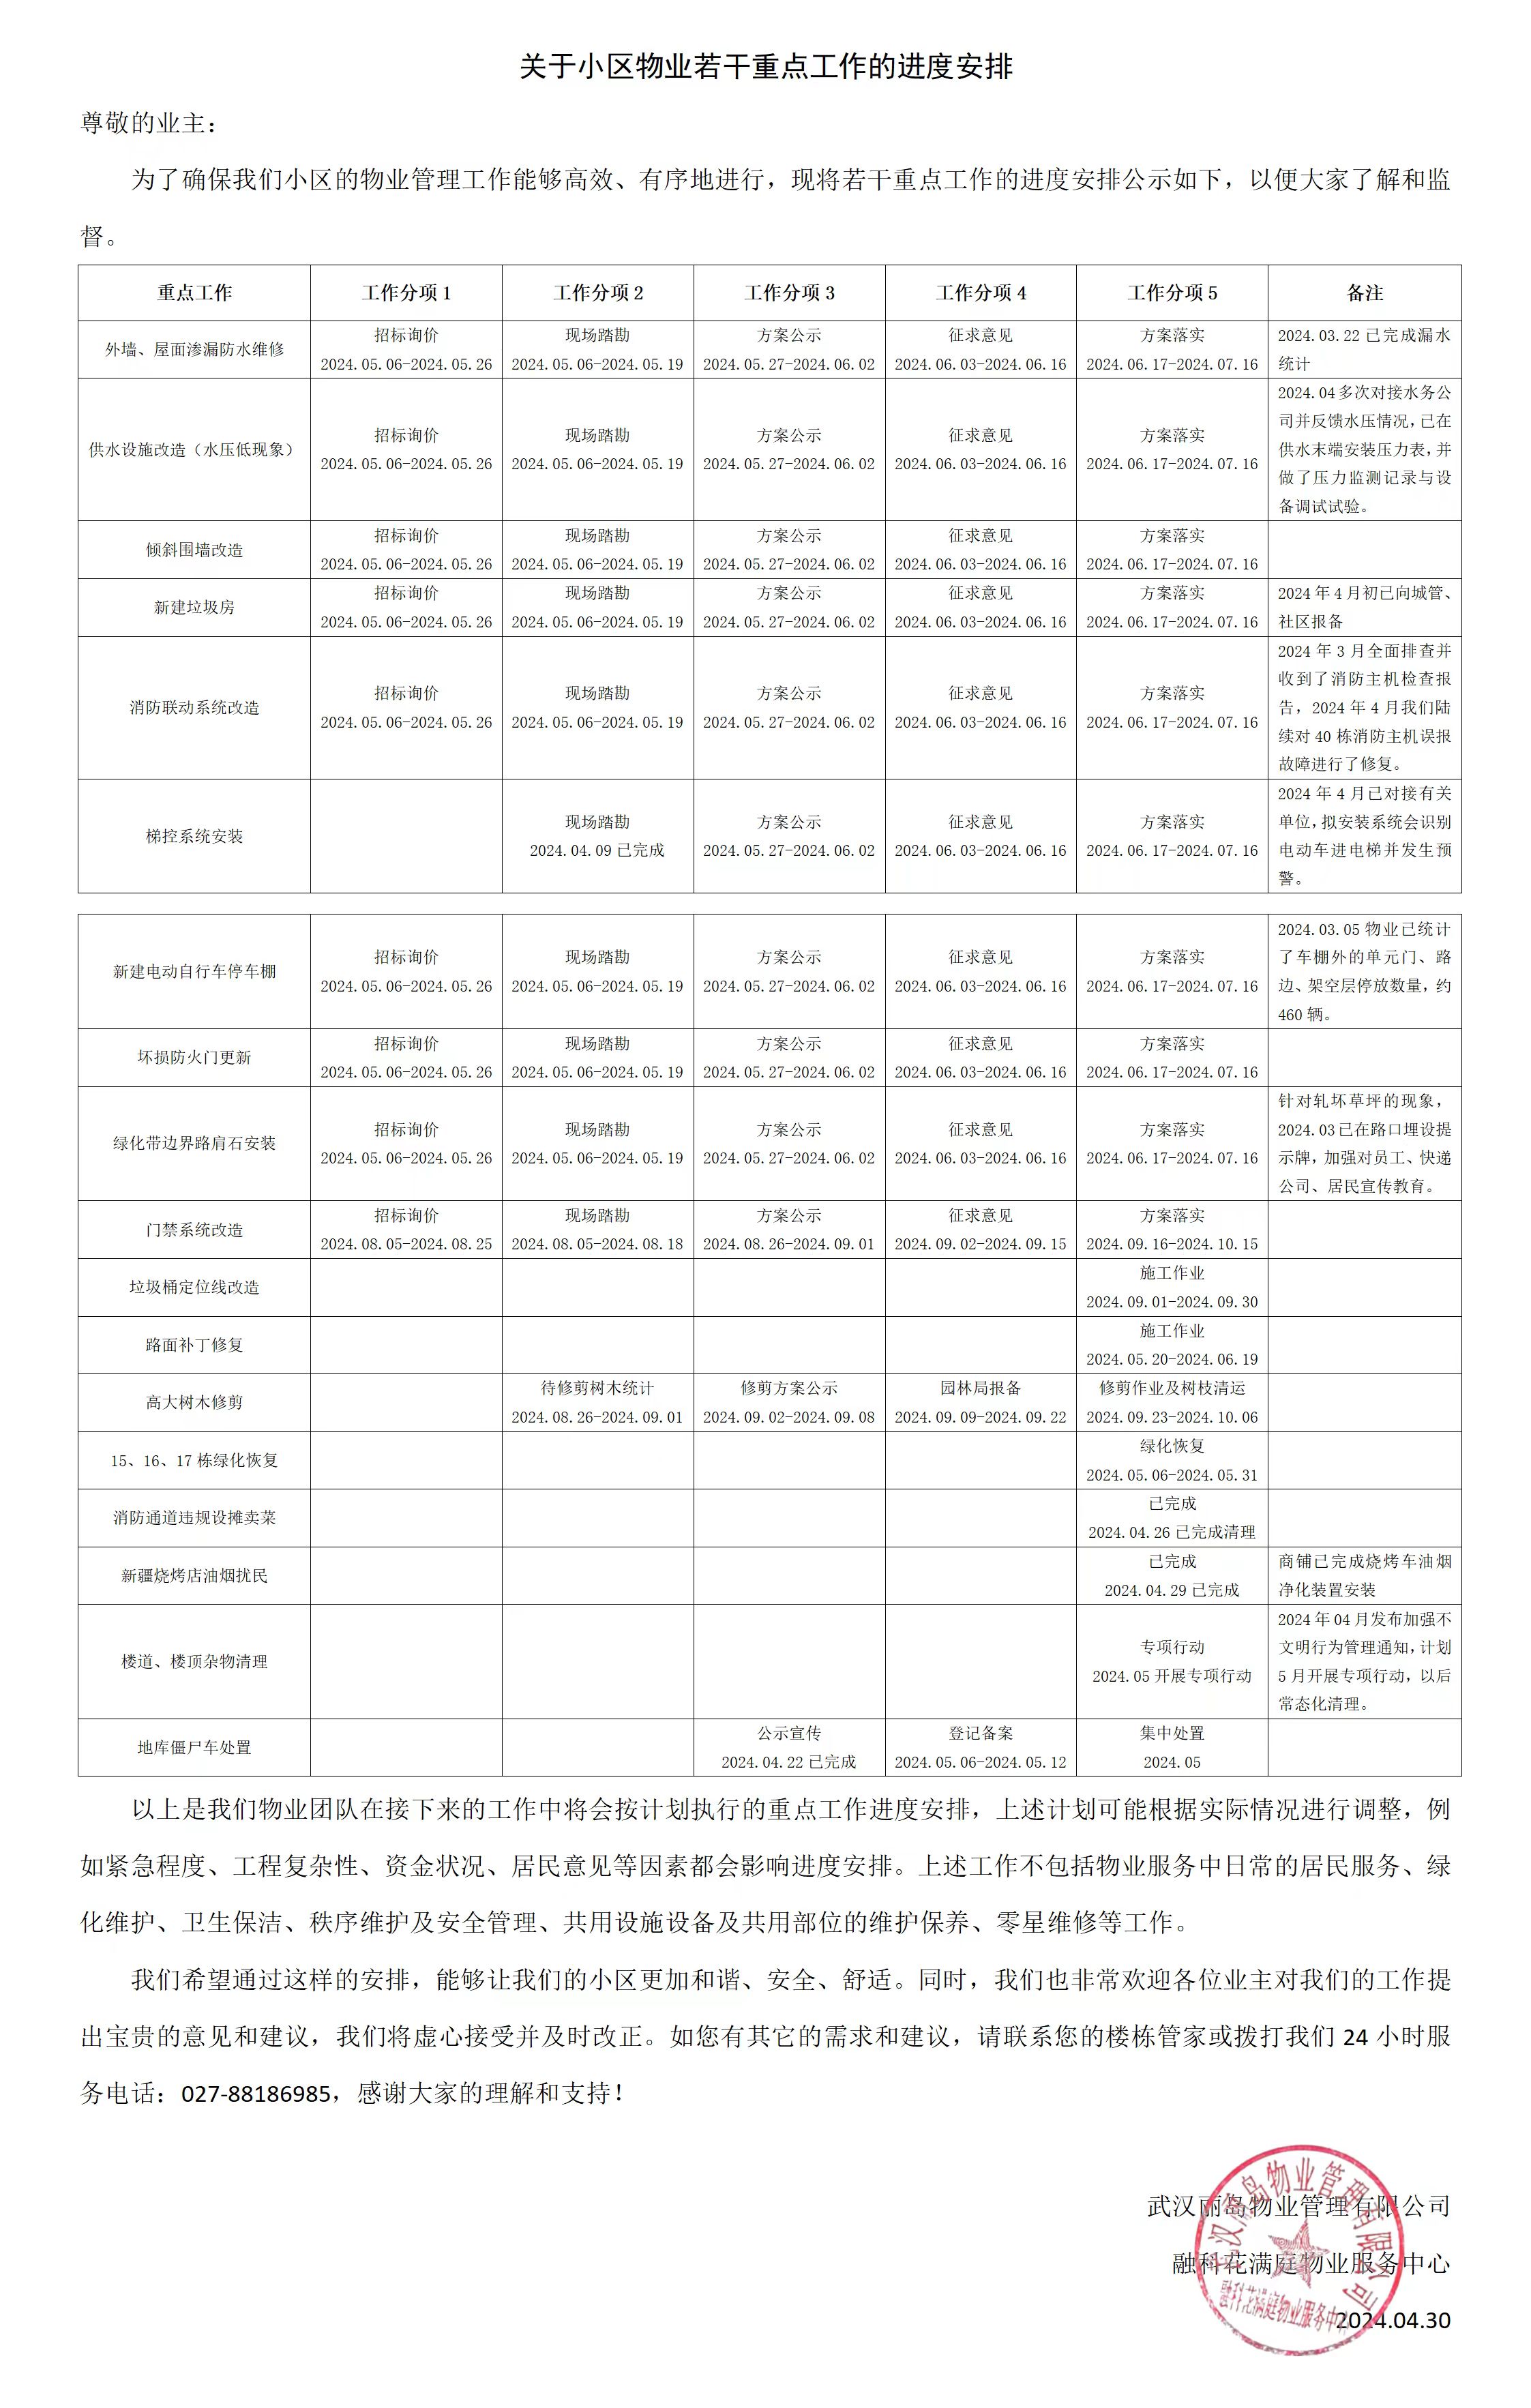 关于小区物业若干重点工作的进度安排
尊敬的业主：
为了确保我们小区的物业管理工作能够高效、有序地进行，现将若干重点工作的进度安排公示如下，以便大家了解和监
督。
重点工作 工作分项 1 工作分项 2 工作分项 3 工作分项 4 工作分项 5 备注
外墙、屋面渗漏防水维修 招标询价 现场踏勘 方案公示 征求意见 方案落实 2024.03.22 已完成漏水
2024.05.06-2024.05.26 2024.05.06-2024.05.19 2024.05.27-2024.06.02 2024.06.03-2024.06.16 2024.06.17-2024.07.16 统计
供水设施改造（水压低现象） 招标询价 现场踏勘 方案公示 征求意见 方案落实
2024.05.06-2024.05.26 2024.05.06-2024.05.19 2024.05.27-2024.06.02 2024.06.03-2024.06.16 2024.06.17-2024.07.16
2024.04 多次对接水务公
司并反馈水压情况，已在
供水末端安装压力表，并
做了压力监测记录与设
备调试试验。
倾斜围墙改造 招标询价 现场踏勘 方案公示 征求意见 方案落实
2024.05.06-2024.05.26 2024.05.06-2024.05.19 2024.05.27-2024.06.02 2024.06.03-2024.06.16 2024.06.17-2024.07.16
新建垃圾房 招标询价 现场踏勘 方案公示 征求意见 方案落实 2024 年 4 月初已向城管、
2024.05.06-2024.05.26 2024.05.06-2024.05.19 2024.05.27-2024.06.02 2024.06.03-2024.06.16 2024.06.17-2024.07.16 社区报备
消防联动系统改造 招标询价 现场踏勘 方案公示 征求意见 方案落实
2024.05.06-2024.05.26 2024.05.06-2024.05.19 2024.05.27-2024.06.02 2024.06.03-2024.06.16 2024.06.17-2024.07.16
2024 年 3 月全面排查并
收到了消防主机检查报
告，2024 年 4 月我们陆
续对 40 栋消防主机误报
故障进行了修复。
梯控系统安装 现场踏勘 方案公示 征求意见 方案落实
2024.04.09 已完成 2024.05.27-2024.06.02 2024.06.03-2024.06.16 2024.06.17-2024.07.16
2024 年 4 月已对接有关
单位，拟安装系统会识别
电动车进电梯并发生预
警。
新建电动自行车停车棚 招标询价 现场踏勘 方案公示 征求意见 方案落实
2024.05.06-2024.05.26 2024.05.06-2024.05.19 2024.05.27-2024.06.02 2024.06.03-2024.06.16 2024.06.17-2024.07.16
2024.03.05 物业已统计
了车棚外的单元门、路
边、架空层停放数量，约
460 辆。
坏损防火门更新 招标询价 现场踏勘 方案公示 征求意见 方案落实
2024.05.06-2024.05.26 2024.05.06-2024.05.19 2024.05.27-2024.06.02 2024.06.03-2024.06.16 2024.06.17-2024.07.16
绿化带边界路肩石安装 招标询价 现场踏勘 方案公示 征求意见 方案落实
2024.05.06-2024.05.26 2024.05.06-2024.05.19 2024.05.27-2024.06.02 2024.06.03-2024.06.16 2024.06.17-2024.07.16
针对轧坏草坪的现象，
2024.03 已在路口埋设提
示牌，加强对员工、快递
公司、居民宣传教育。
门禁系统改造 招标询价 现场踏勘 方案公示 征求意见 方案落实
2024.08.05-2024.08.25 2024.08.05-2024.08.18 2024.08.26-2024.09.01 2024.09.02-2024.09.15 2024.09.16-2024.10.15
垃圾桶定位线改造 施工作业
2024.09.01-2024.09.30
路面补丁修复 施工作业
2024.05.20-2024.06.19
高大树木修剪 待修剪树木统计 修剪方案公示 园林局报备 修剪作业及树枝清运
2024.08.26-2024.09.01 2024.09.02-2024.09.08 2024.09.09-2024.09.22 2024.09.23-2024.10.06
15、16、17 栋绿化恢复 绿化恢复
2024.05.06-2024.05.31
消防通道违规设摊卖菜 已完成
2024.04.26 已完成清理
新疆烧烤店油烟扰民 已完成 商铺已完成烧烤车油烟
2024.04.29 已完成 净化装置安装
楼道、楼顶杂物清理 专项行动
2024.05 开展专项行动
2024 年 04 月发布加强不
文明行为管理通知，计划
5 月开展专项行动，以后
常态化清理。
地库僵尸车处置 公示宣传 登记备案 集中处置
2024.04.22 已完成 2024.05.06-2024.05.12 2024.05
以上是我们物业团队在接下来的工作中将会按计划执行的重点工作进度安排，上述计划可能根据实际情况进行调整，例
如紧急程度、工程复杂性、资金状况、居民意见等因素都会影响进度安排。上述工作不包括物业服务中日常的居民服务、绿
化维护、卫生保洁、秩序维护及安全管理、共用设施设备及共用部位的维护保养、零星维修等工作。
我们希望通过这样的安排，能够让我们的小区更加和谐、安全、舒适。同时，我们也非常欢迎各位业主对我们的工作提
出宝贵的意见和建议，我们将虚心接受并及时改正。如您有其它的需求和建议，请联系您的楼栋管家或拨打我们 24 小时服
务电话：027-88186985，感谢大家的理解和支持！
武汉丽岛物业管理有限公司
融科花满庭物业服务中心
2024.04.30
武汉丽岛物业管理有限公司
融科花满庭物业服务中心